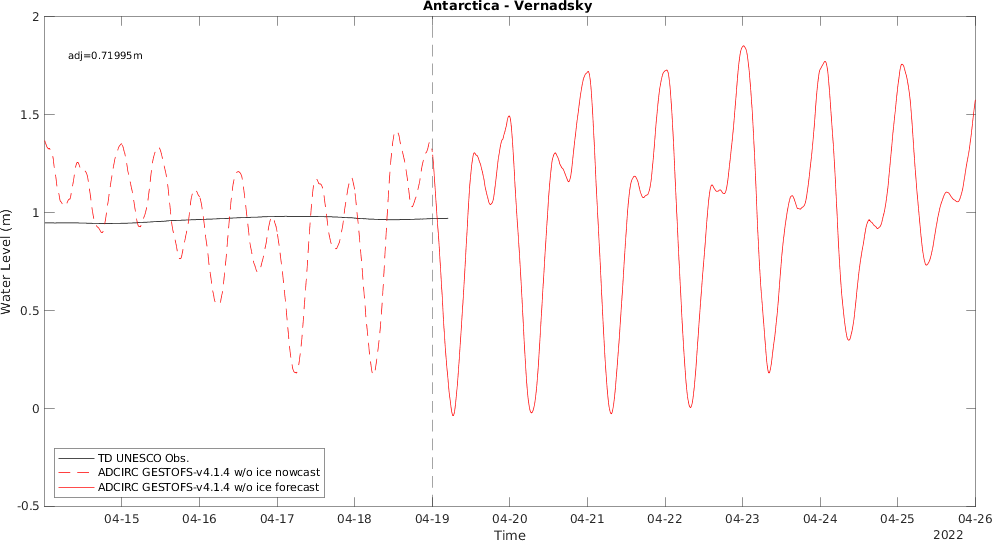 Antarctica - Vernadsky
adj=0.71995m
Water Level (m)
2
1.5
1
0.5
0
-0.5
TD UNESCO Obs.
ADCIRC GESTOFS-v4.1.4 w/o ice nowcast
ADCIRC GESTOFS-v4.1.4 w/o ice forecast
04-15 04-16 04-17 04-18 04-19 04-20 04-21 04-22 04-23 04-24 04-25 04-26
Time
2022